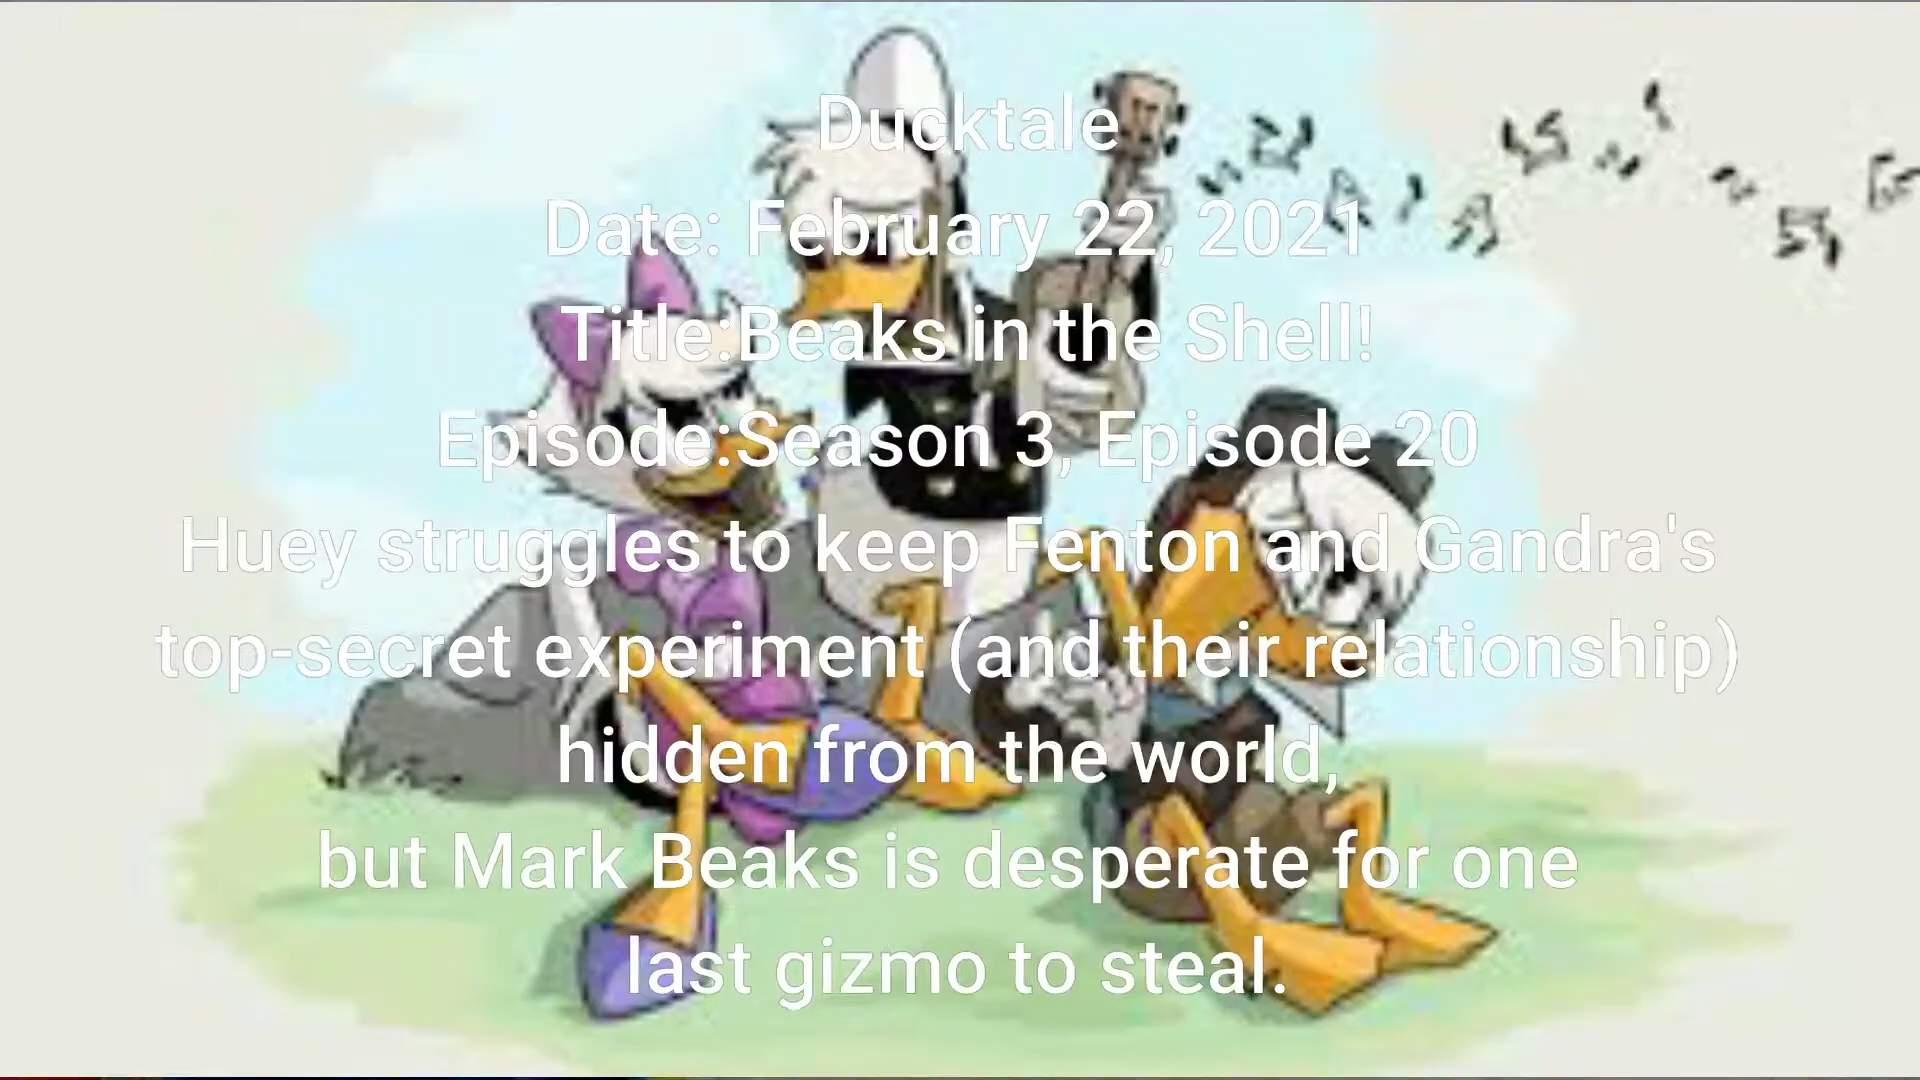 Ducktale
Date: February 22, 2021
Title:Beaks in the Shell!
Episode:Season 3, Episode 20
Huey struggles to keep Fenton and Gandra's
top-secret experiment (and their relationship)
hidden from the world,
but Mark Beaks is desperate for one
last gizmo to steal.